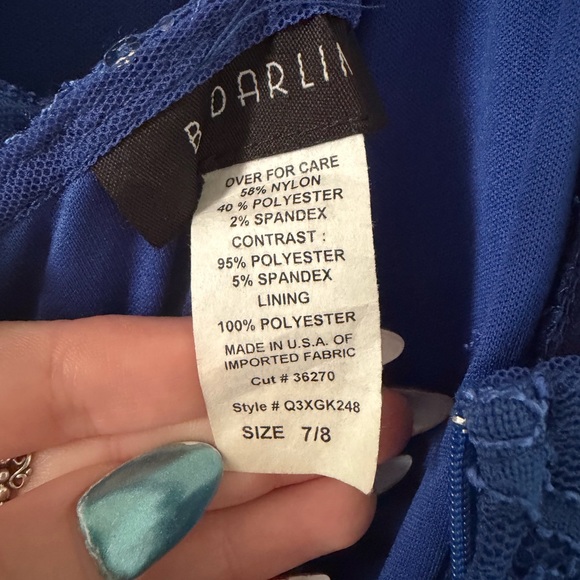 B DARLIN
OVER FOR CARE
58% NYLON
40 % POLYESTER
2% SPANDEX
CONTRAST :
95% POLYESTER
5% SPANDEX
LINING
100% POLYESTER
MADE IN U.S.A. OF
IMPORTED FABRIC
Cut # 36270
Style # Q3XGK248
SIZE 7/8